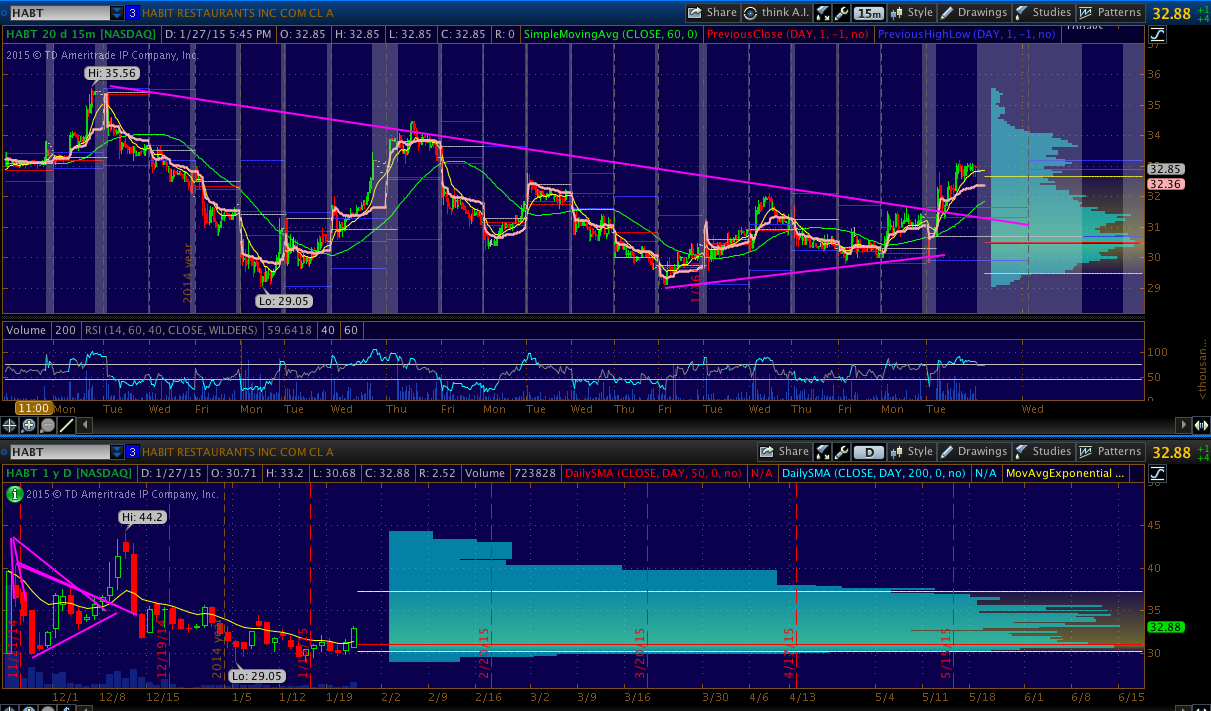 HABT 3 HABIT RESTAURANTS INC COM CL A Share think A.I. 15m Style Drawings Studies Patterns 32.88
HABT 20 d 15m [NASDAQ] D: 1/27/15 5:45 PM O: 32.85 H: 32.85 L: 32.85 C: 32.85 R: 0 SimpleMovingAvg (CLOSE, 60, 0) PreviousClose (DAY, 1, -1, no) PreviousHighLow (DAY, 1, -1, no)
2015 © TD Ameritrade IP Company, Inc.
Hi: 35.56
36
35
34
32.85
32.36
32
31
30
29
2014 year
Lo: 29.05
Volume 200 RSI (14, 60, 40, CLOSE, WILDERS) 59.6418 40 60
100
50
0
<thousan...
11:00 Mon Tue Wed Fri Mon Tue Wed Thu Fri Mon Tue Wed Thu Fri Tue Wed Thu Fri Mon Tue Wed
HABT 3 HABIT RESTAURANTS INC COM CL A Share D Style Drawings Studies Patterns 32.88
HABT 1 y D [NASDAQ] D: 1/27/15 O: 30.71 H: 33.2 L: 30.68 C: 32.88 R: 2.52 Volume 723828 DailySMA (CLOSE, DAY, 50, 0, no) N/A DailySMA (CLOSE, DAY, 200, 0, no) N/A MovAvgExponential ...
2015 © TD Ameritrade IP Company, Inc.
Hi: 44.2
45
40
35
32.88
30
11/21/14
12/19/14
2014 year
2/20/15
3/20/15
4/17/15
5/15/15
Lo: 29.05
12/1 12/8 12/15 1/5 1/12 1/19 2/2 2/9 2/16 3/2 3/9 3/16 3/30 4/6 4/13 5/4 5/11 5/18 6/1 6/8 6/15